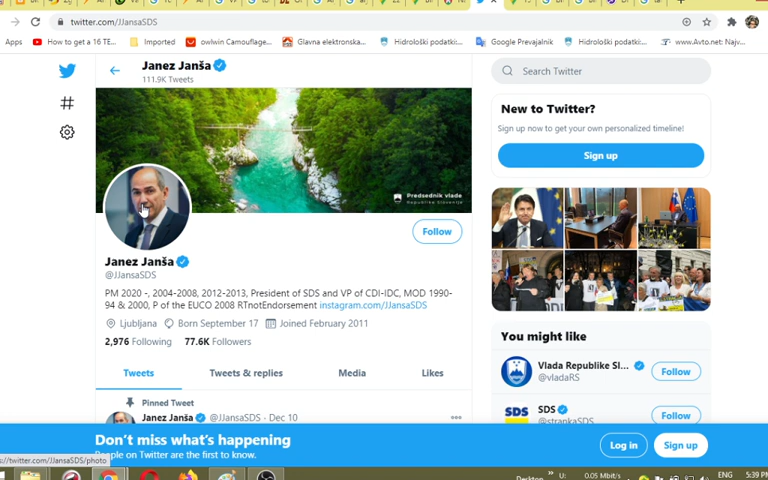 twitter.com/JJansaSDS
Apps
How to get a 16 TE...
Imported
owlwin Camouflage...
Glavna elektronska...
Hidrološki podatki:...
Google Prevajalnik
Hidrološki podatki:...
www.Avto.net: Najv...
Janez Janša
111.9K Tweets
Search Twitter
New to Twitter?
Sign up now to get your own personalized timeline!
Sign up
Predsednik vlade
Republike Slovenije
Follow
Janez Janša
@JJansaSDS
PM 2020 -, 2004-2008, 2012-2013, President of SDS and VP of CDI-IDC, MOD 1990-
94 & 2000, P of the EUCO 2008 RTnotEndorsement instagram.com/JJansaSDS
Ljubljana Born September 17 Joined February 2011
2,976 Following 77.6K Followers
Tweets Tweets & replies Media Likes
Pinned Tweet
Janez Janša @JJansaSDS · Dec 10
You might like
Vlada Republike Sl...
@vladaRS
Follow
SDS
@strankaSDS
Follow
Don't miss what's happening
People on Twitter are the first to know.
Log in
Sign up
s://twitter.com/JJansaSDS/photo
Desktop
U:
0.05 Mbit/s
ENG
5:39 PM